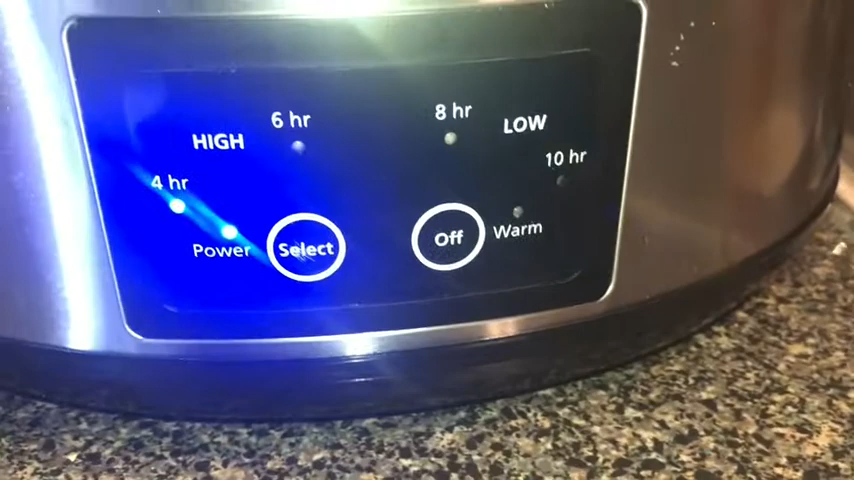 6 hr
8 hr
HIGH
LOW
10 hr
4 hr
Power
Select
Off
Warm